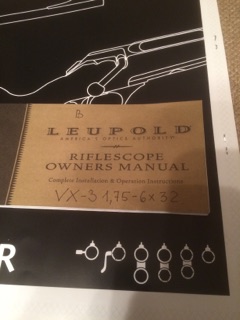 B
LEUPOLD
AMERICA'S OPTICS AUTHORITY
RIFLESCOPE
OWNERS MANUAL
Complete Installation & Operation Instructions
VX-3 1,75-6x32
R